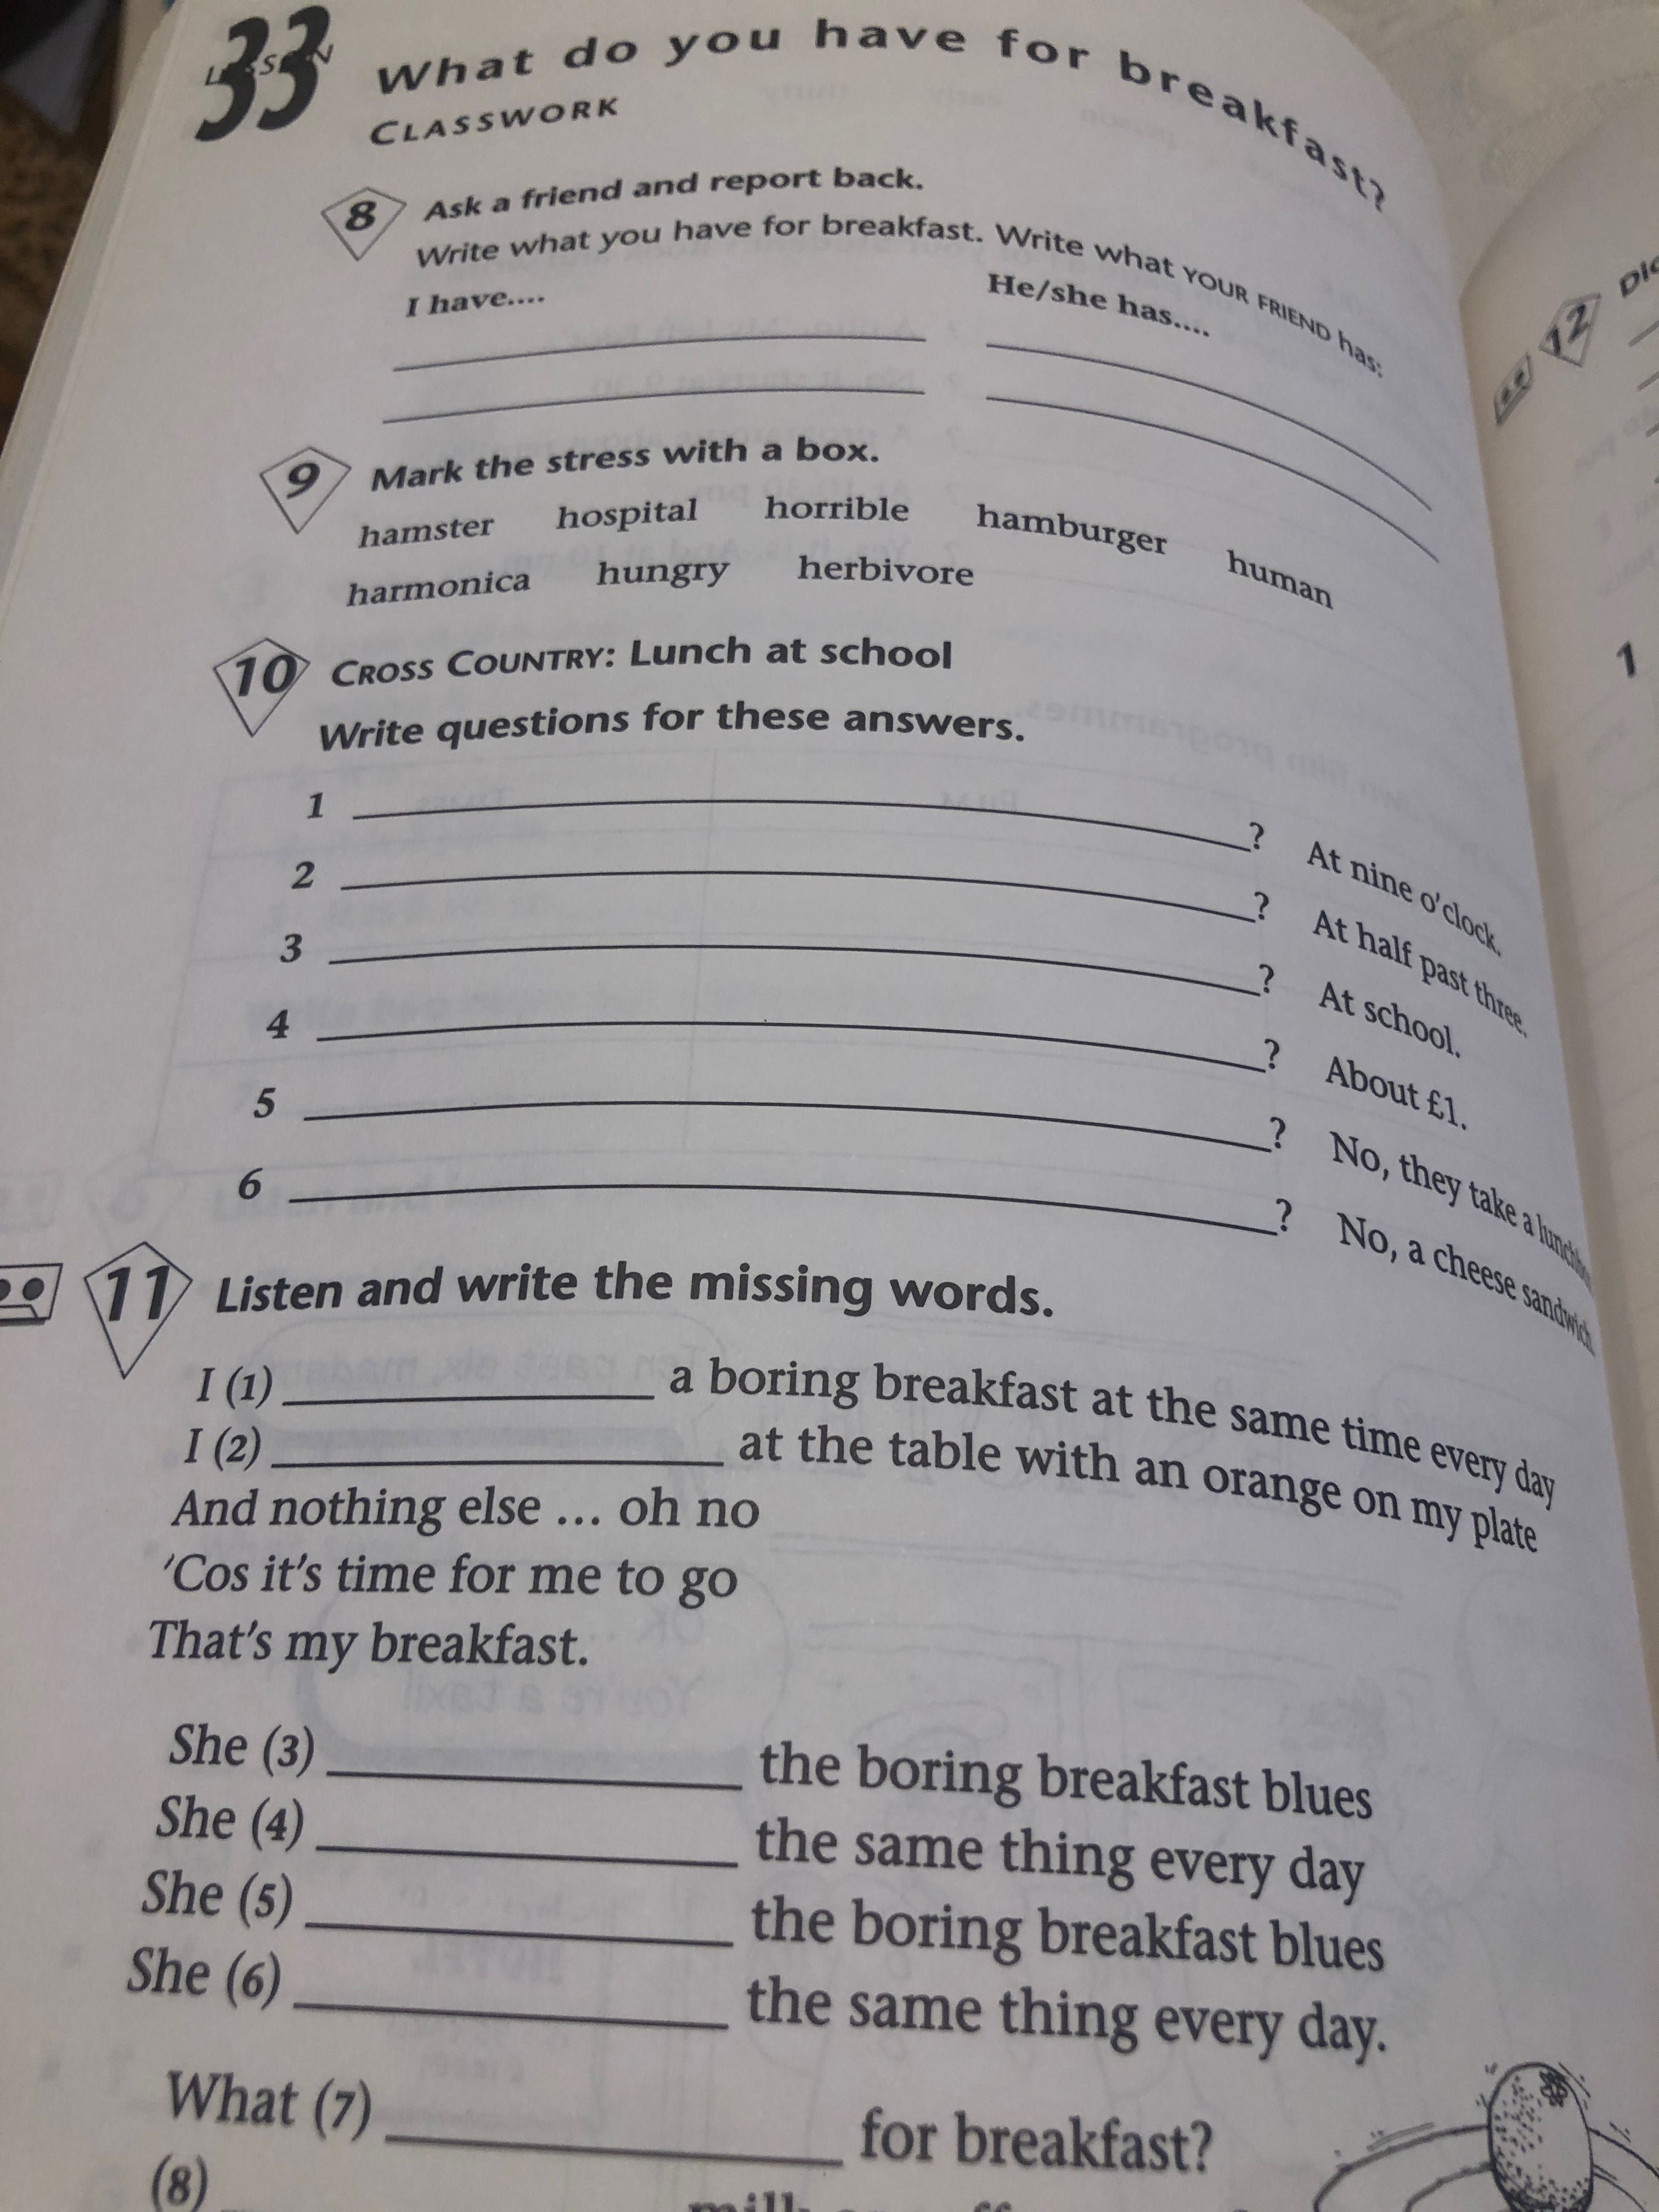 LESSON
33
What do you have for breakfast?
CLASSWORK
8 Ask a friend and report back.
Write what you have for breakfast. Write what YOUR FRIEND has:
I have.... He/she has....
9 Mark the stress with a box.
hamster hospital horrible hamburger human
harmonica hungry herbivore
10 CROSS COUNTRY: Lunch at school
Write questions for these answers.
1 ? At nine o'clock.
2 ? At half past three.
3 ? At school.
4 ? About £1.
5 ? No, they take a
6 ? No, a cheese sandwich
11 Listen and write the missing words.
I (1) a boring breakfast at the same time every day
I (2) at the table with an orange on my plate
And nothing else ... oh no
'Cos it's time for me to go
That's my breakfast.
She (3) the boring breakfast blues
She (4) the same thing every day
She (5) the boring breakfast blues
She (6) the same thing every day.
What (7) for breakfast?
(8)
12
1